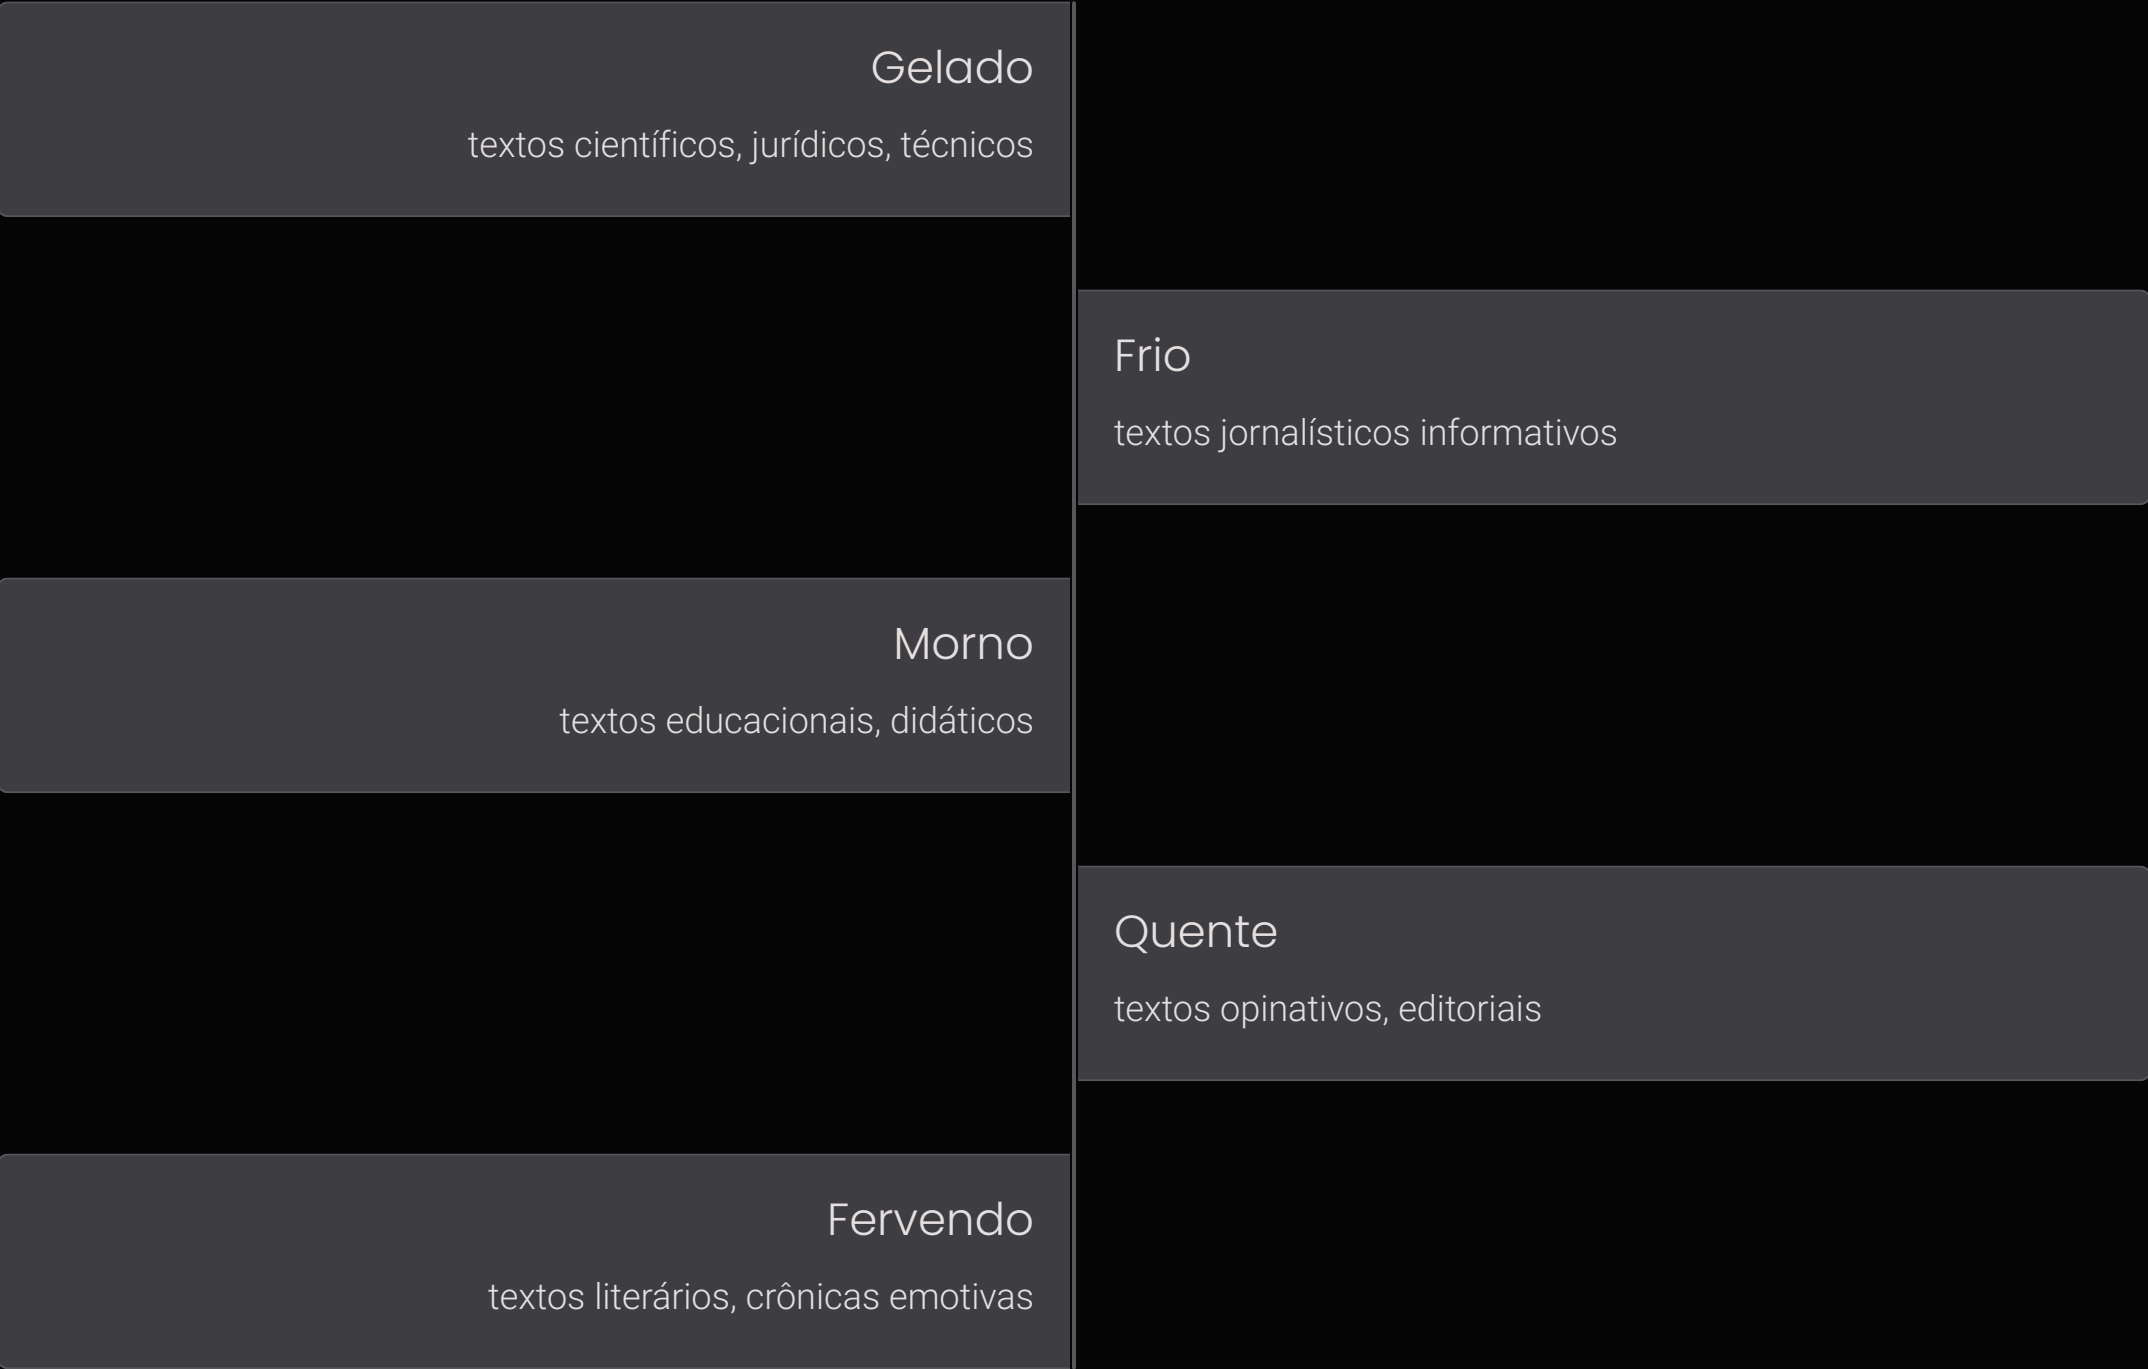 Gelado
textos científicos, jurídicos, técnicos
Frio
textos jornalísticos informativos
Morno
textos educacionais, didáticos
Quente
textos opinativos, editoriais
Fervendo
textos literários, crônicas emotivas